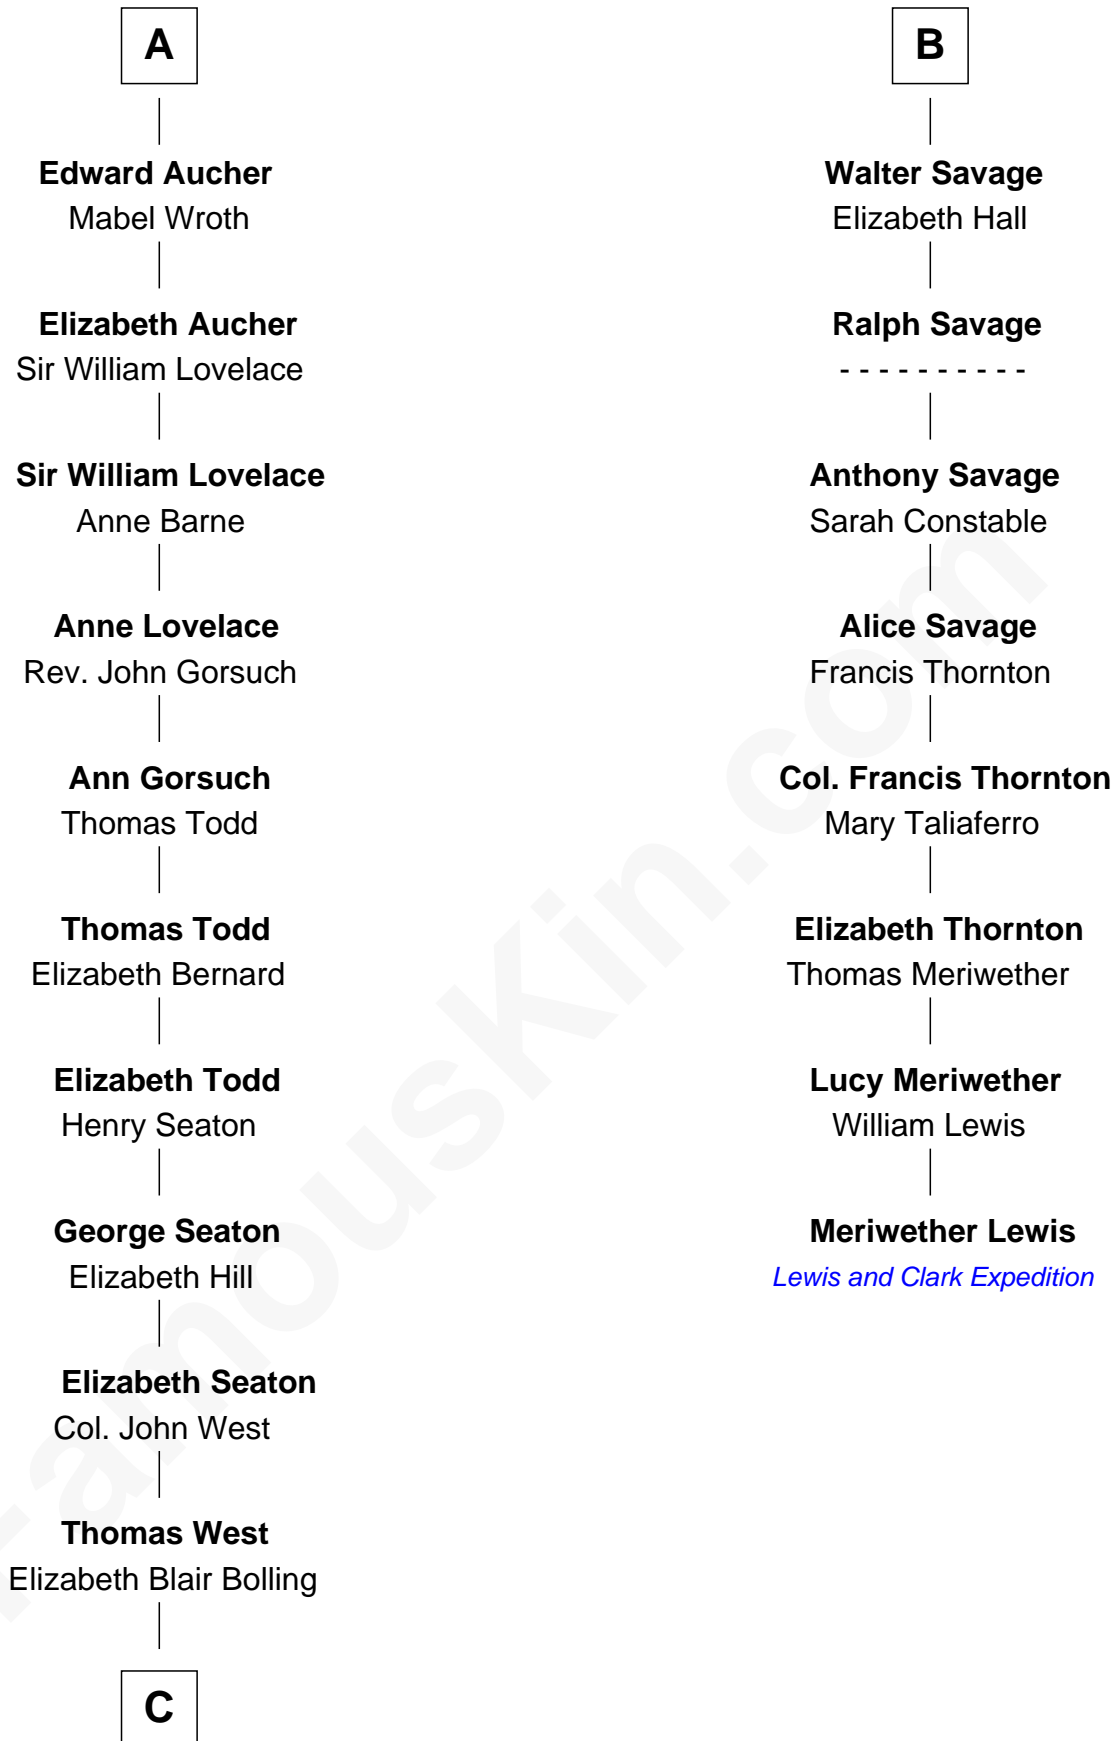 A
Edward Aucher
Mabel Wroth
Elizabeth Aucher
Sir William Lovelace
Sir William Lovelace
Anne Barne
Anne Lovelace
Rev. John Gorsuch
Ann Gorsuch
Thomas Todd
Thomas Todd
Elizabeth Bernard
Elizabeth Todd
Henry Seaton
George Seaton
Elizabeth Hill
Elizabeth Seaton
Col. John West
Thomas West
Elizabeth Blair Bolling
C
B
Walter Savage
Elizabeth Hall
Ralph Savage
- - - - - - - - - -
Anthony Savage
Sarah Constable
Alice Savage
Francis Thornton
Col. Francis Thornton
Mary Taliaferro
Elizabeth Thornton
Thomas Meriwether
Lucy Meriwether
William Lewis
Meriwether Lewis
Lewis and Clark Expedition
FamousKin.com